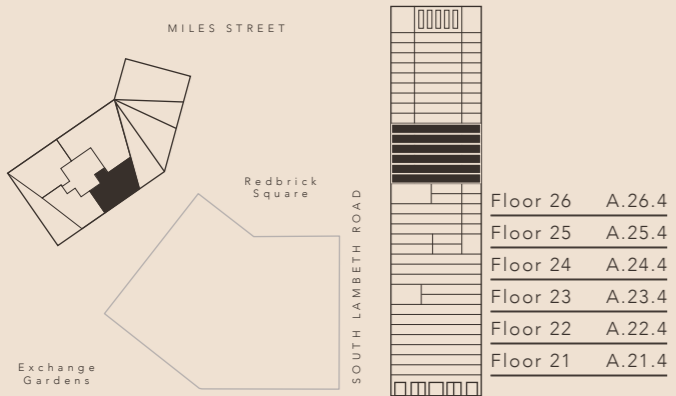 MILES STREET
Redbrick
Square
SOUTH LAMBETH ROAD
Exchange
Gardens
Floor 26 A.26.4
Floor 25 A.25.4
Floor 24 A.24.4
Floor 23 A.23.4
Floor 22 A.22.4
Floor 21 A.21.4